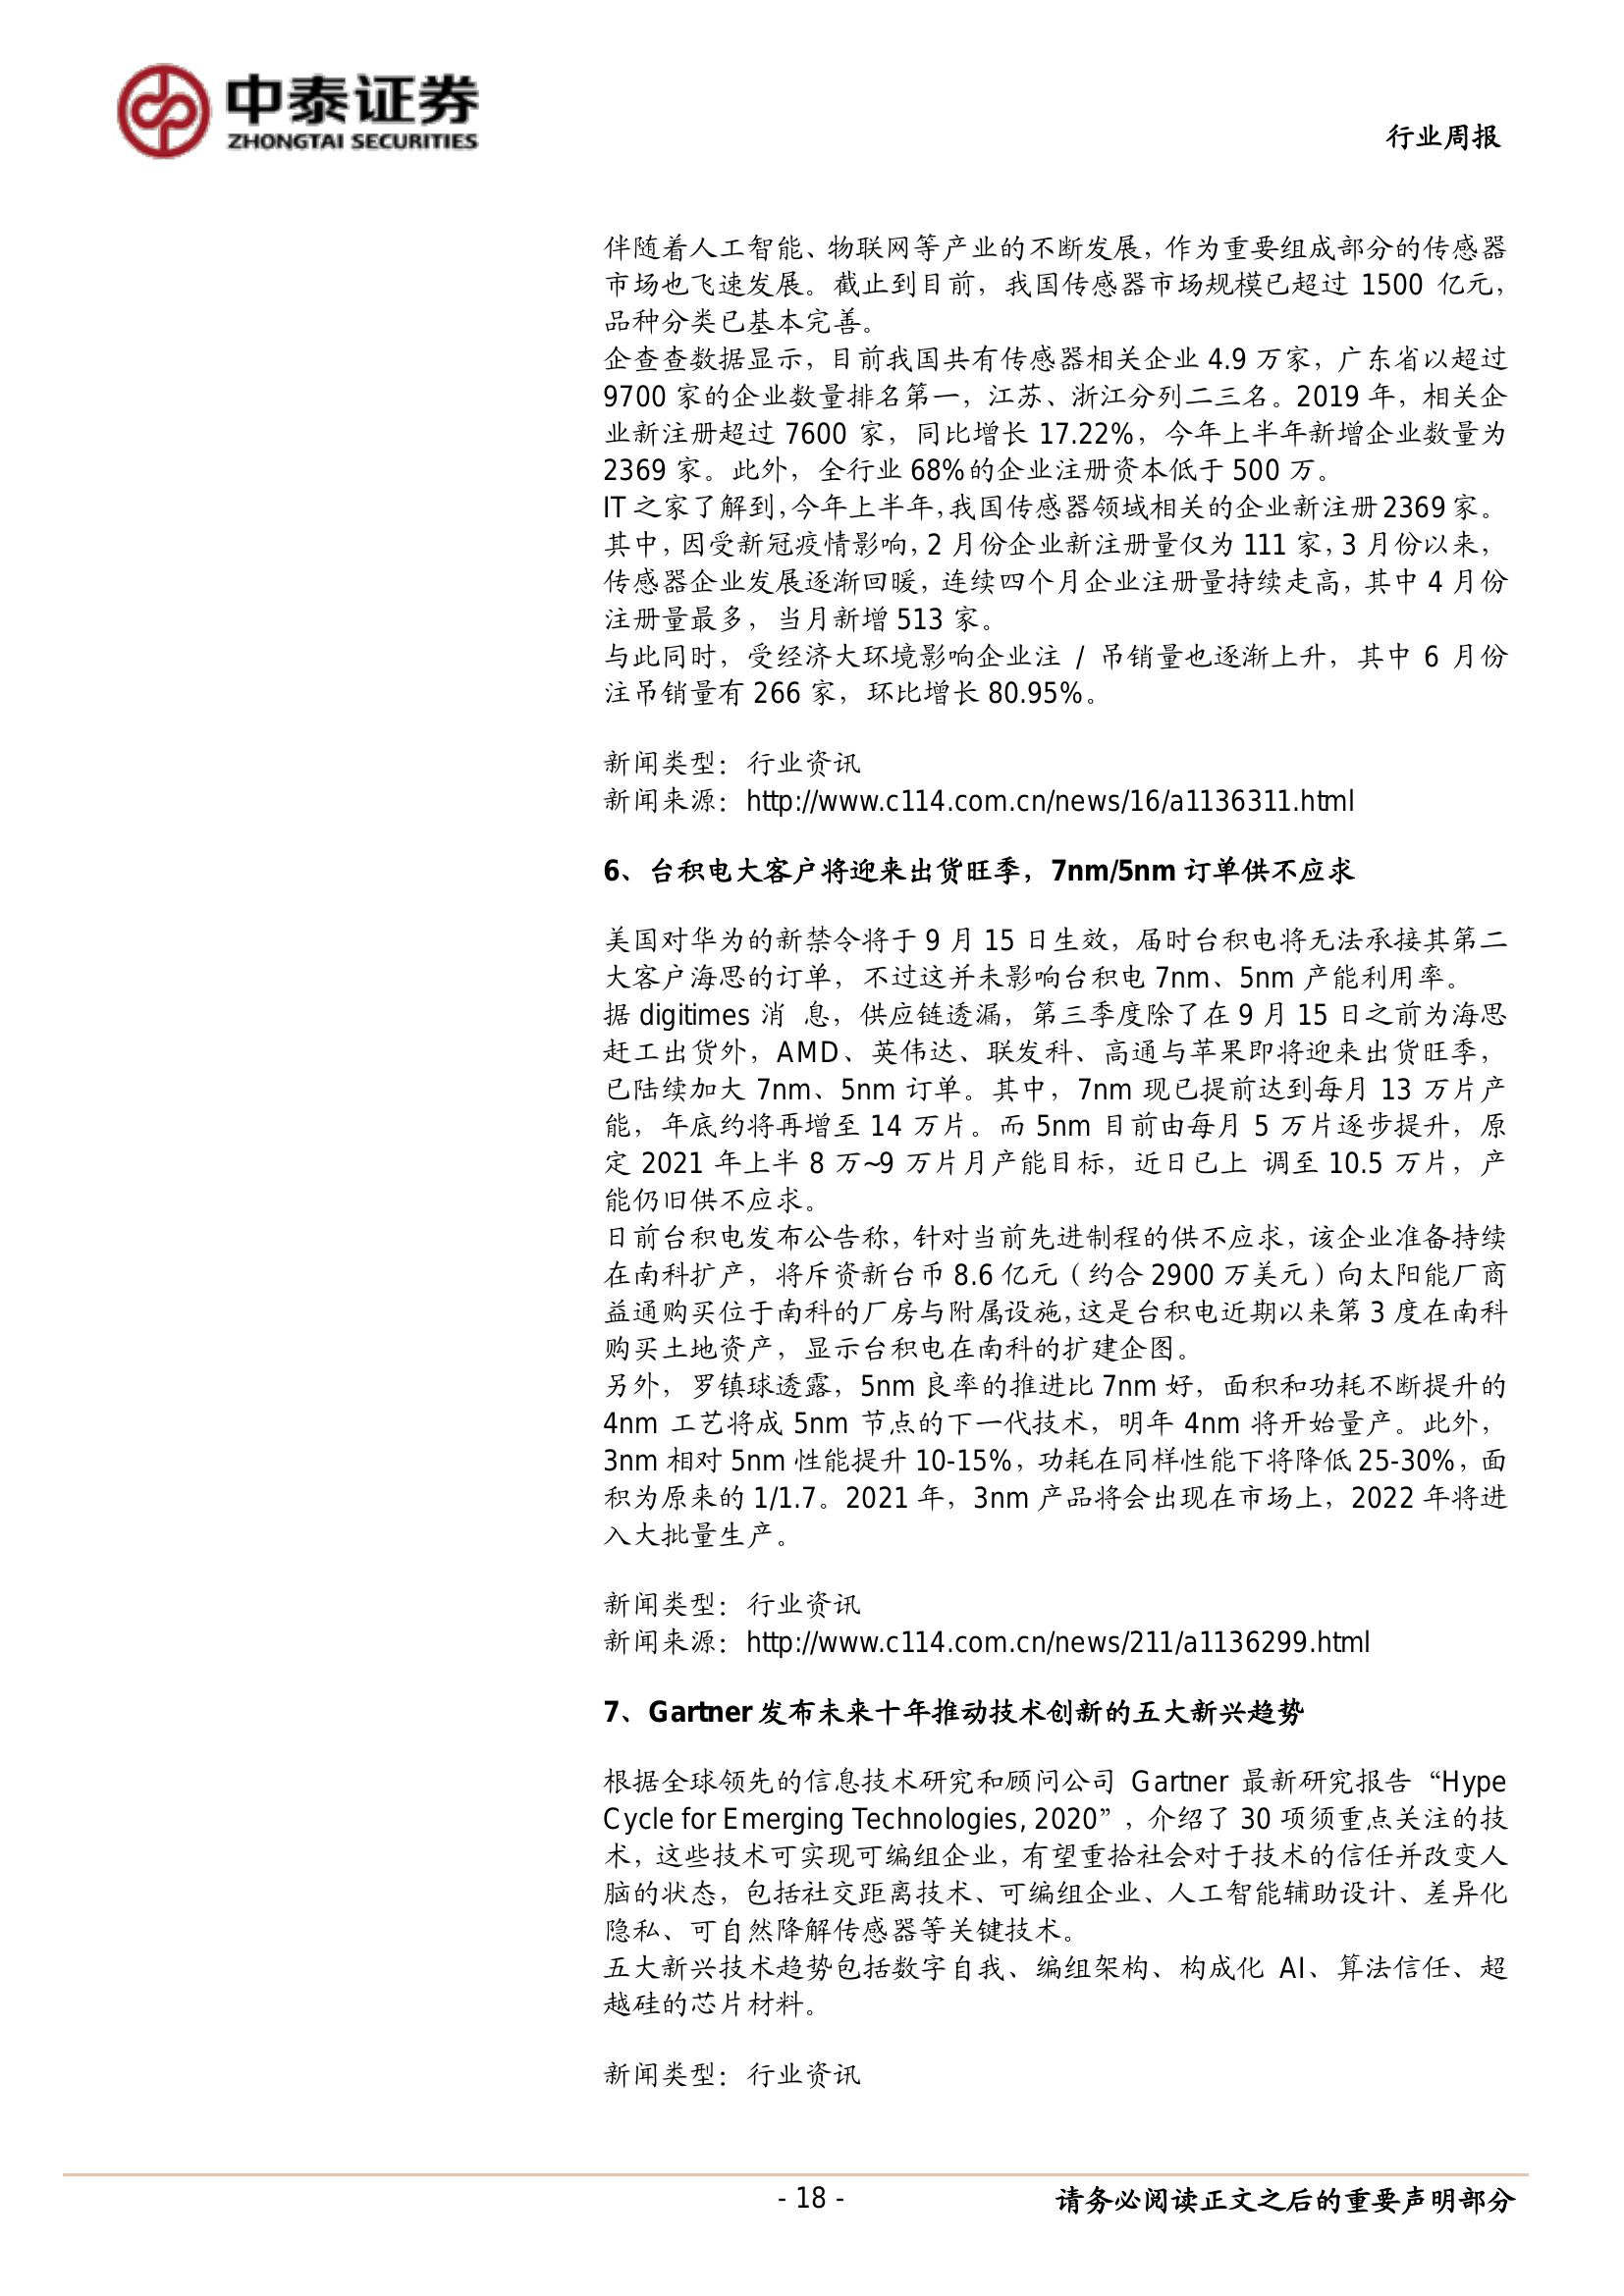 中泰证券
ZHONGTAI SECURITIES
行业周报
伴随着人工智能、物联网等产业的不断发展，作为重要组成部分的传感器
市场也飞速发展。截止到目前，我国传感器市场规模已超过 1500 亿元，
品种分类已基本完善。
企查查数据显示，目前我国共有传感器相关企业 4.9 万家，广东省以超过
9700 家的企业数量排名第一，江苏、浙江分列二三名。2019 年，相关企
业新注册超过 7600 家，同比增长 17.22%，今年上半年新增企业数量为
2369 家。此外，全行业 68%的企业注册资本低于 500 万。
IT 之家了解到，今年上半年，我国传感器领域相关的企业新注册 2369 家。
其中，因受新冠疫情影响，2 月份企业新注册量仅为 111 家，3 月份以来，
传感器企业发展逐渐回暖，连续四个月企业注册量持续走高，其中 4 月份
注册量最多，当月新增 513 家。
与此同时，受经济大环境影响企业注 / 吊销量也逐渐上升，其中 6 月份
注吊销量有 266 家，环比增长 80.95%。
新闻类型：行业资讯
新闻来源：http://www.c114.com.cn/news/16/a1136311.html
6、台积电大客户将迎来出货旺季，7nm/5nm 订单供不应求
美国对华为的新禁令将于 9 月 15 日生效，届时台积电将无法承接其第二
大客户海思的订单，不过这并未影响台积电 7nm、5nm 产能利用率。
据 digitimes 消 息，供应链透漏，第三季度除了在 9 月 15 日之前为海思
赶工出货外，AMD、英伟达、联发科、高通与苹果即将迎来出货旺季，
已陆续加大 7nm、5nm 订单。其中，7nm 现已提前达到每月 13 万片产
能，年底约将再增至 14 万片。而 5nm 目前由每月 5 万片逐步提升，原
定 2021 年上半 8 万~9 万片月产能目标，近日已上 调至 10.5 万片，产
能仍旧供不应求。
日前台积电发布公告称，针对当前先进制程的供不应求，该企业准备持续
在南科扩产，将斥资新台币 8.6 亿元（约合 2900 万美元）向太阳能厂商
益通购买位于南科的厂房与附属设施，这是台积电近期以来第 3 度在南科
购买土地资产，显示台积电在南科的扩建企图。
另外，罗镇球透露，5nm 良率的推进比 7nm 好，面积和功耗不断提升的
4nm 工艺将成 5nm 节点的下一代技术，明年 4nm 将开始量产。此外，
3nm 相对 5nm 性能提升 10-15%，功耗在同样性能下将降低 25-30%，面
积为原来的 1/1.7。2021 年，3nm 产品将会出现在市场上，2022 年将进
入大批量生产。
新闻类型：行业资讯
新闻来源：http://www.c114.com.cn/news/211/a1136299.html
7、Gartner 发布未来十年推动技术创新的五大新兴趋势
根据全球领先的信息技术研究和顾问公司 Gartner 最新研究报告“Hype
Cycle for Emerging Technologies, 2020”，介绍了 30 项须重点关注的技
术，这些技术可实现可编组企业，有望重拾社会对于技术的信任并改变人
脑的状态，包括社交距离技术、可编组企业、人工智能辅助设计、差异化
隐私、可自然降解传感器等关键技术。
五大新兴技术趋势包括数字自我、编组架构、构成化 AI、算法信任、超
越硅的芯片材料。
新闻类型：行业资讯
- 18 -
请务必阅读正文之后的重要声明部分